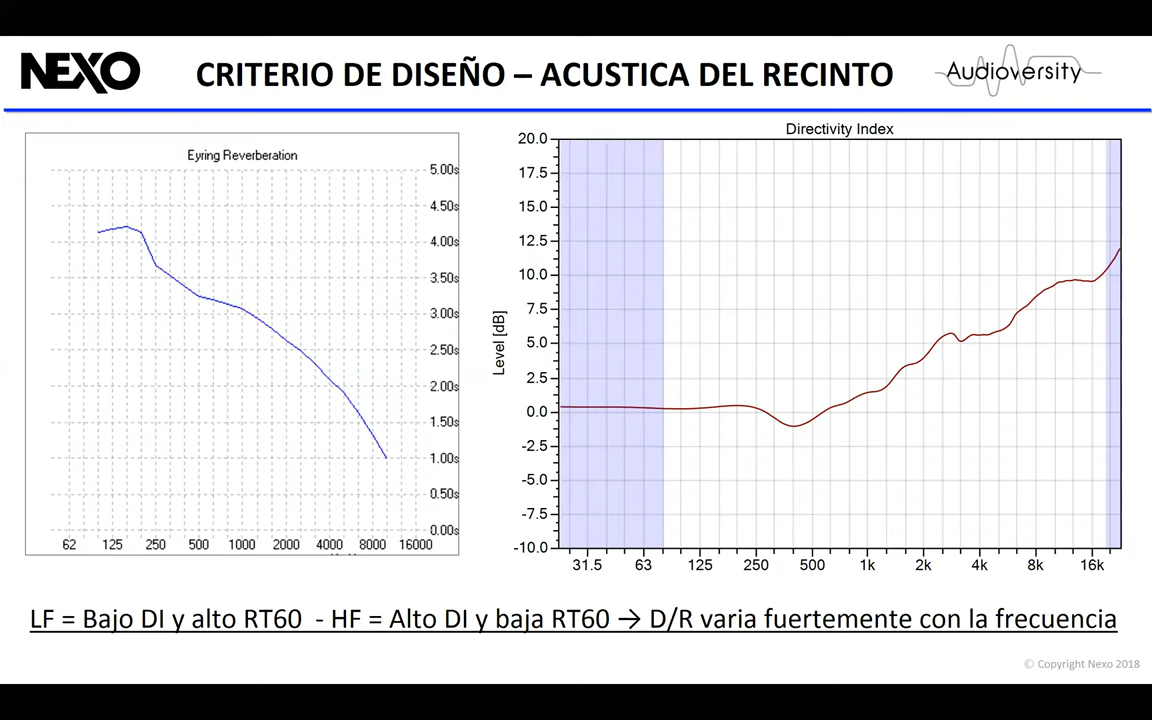 NEXO
CRITERIO DE DISEÑO – ACUSTICA DEL RECINTO
Audioversity
Eyring Reverberation
5.00s
4.50s
4.00s
3.50s
3.00s
2.50s
2.00s
1.50s
1.00s
0.50s
0.00s
62 125 250 500 1000 2000 4000 8000 16000
Directivity Index
Level [dB]
20.0
17.5
15.0
12.5
10.0
7.5
5.0
2.5
0.0
-2.5
-5.0
-7.5
-10.0
31.5 63 125 250 500 1k 2k 4k 8k 16k
LF = Bajo DI y alto RT60 - HF = Alto DI y baja RT60 → D/R varia fuertemente con la frecuencia
© Copyright Nexo 2018